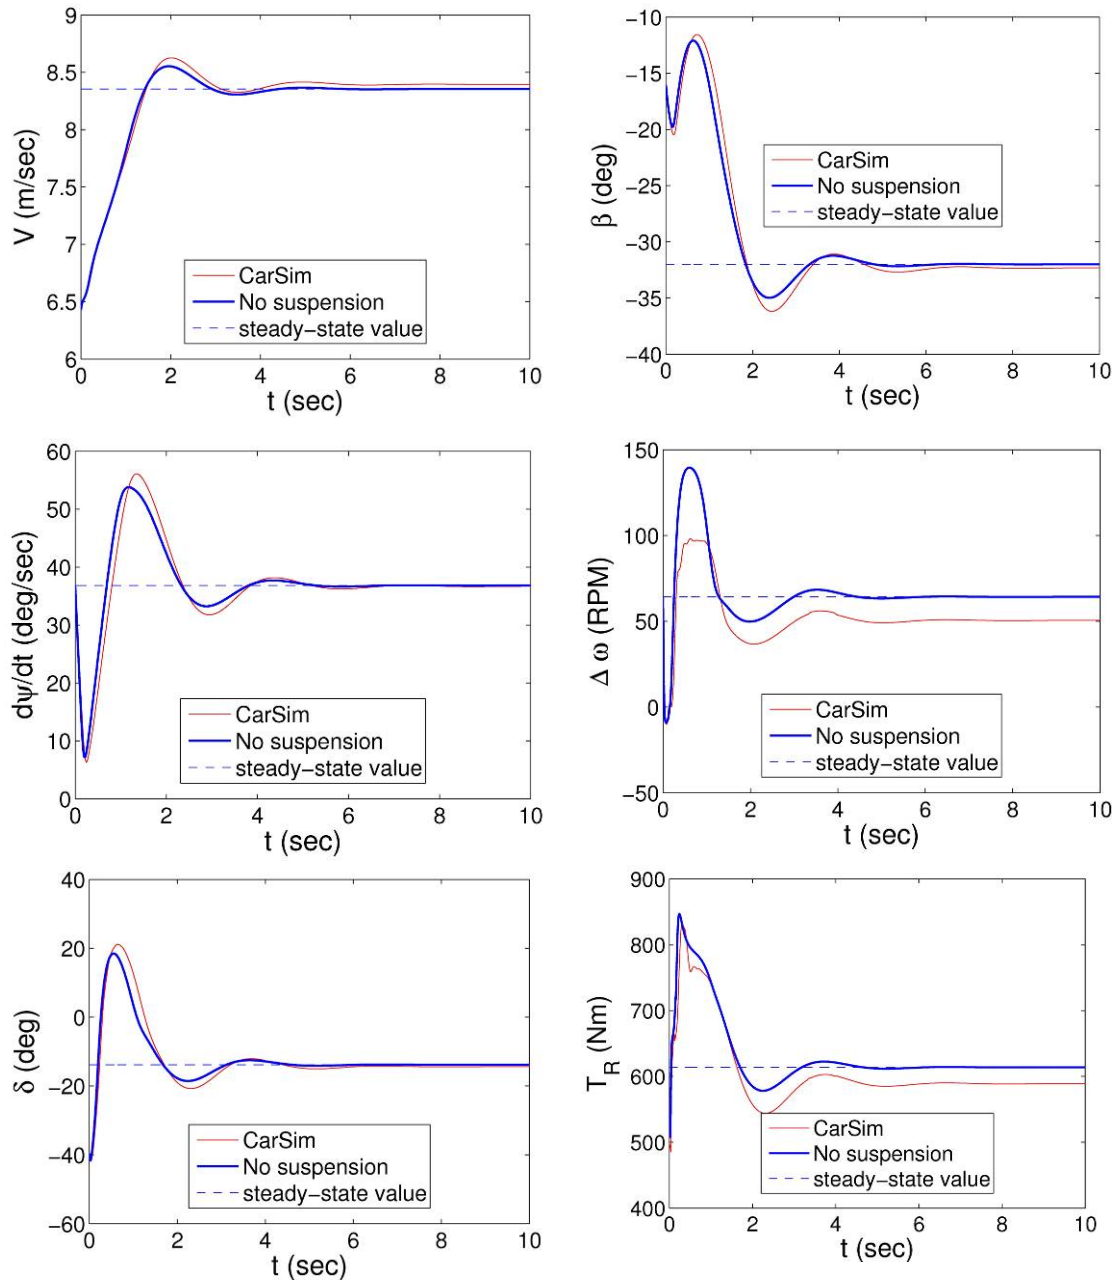 9
8.5
8
7.5
7
6.5
6
V (m/sec)
CarSim
No suspension
steady-state value
0 2 4 6 8 10
t (sec)
-10
-15
-20
-25
-30
-35
-40
β (deg)
CarSim
No suspension
steady-state value
0 2 4 6 8 10
t (sec)
60
50
40
30
20
10
0
dψ/dt (deg/sec)
CarSim
No suspension
steady-state value
0 2 4 6 8 10
t (sec)
150
100
50
0
-50
Δ ω (RPM)
CarSim
No suspension
steady-state value
0 2 4 6 8 10
t (sec)
40
20
0
-20
-40
-60
δ (deg)
CarSim
No suspension
steady-state value
0 2 4 6 8 10
t (sec)
900
800
700
600
500
400
T_R (Nm)
CarSim
No suspension
steady-state value
0 2 4 6 8 10
t (sec)